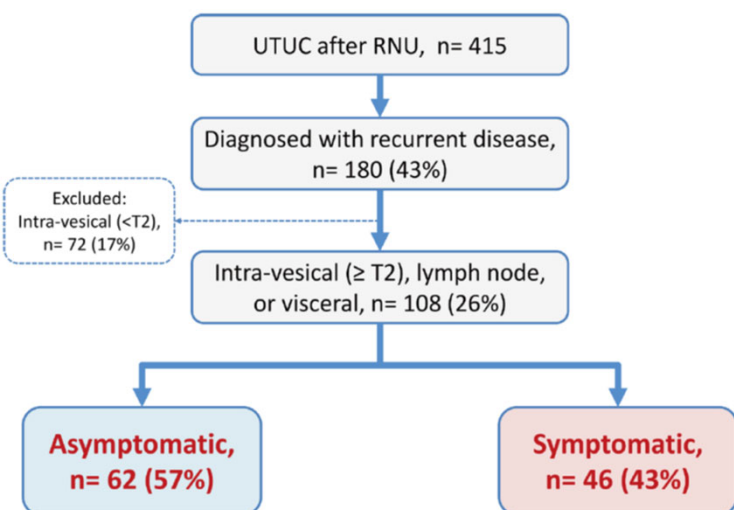 UTUC after RNU, n= 415
Diagnosed with recurrent disease,
n= 180 (43%)
Excluded:
Intra-vesical (<T2),
n= 72 (17%)
Intra-vesical (≥ T2), lymph node,
or visceral, n= 108 (26%)
Asymptomatic,
n= 62 (57%)
Symptomatic,
n= 46 (43%)